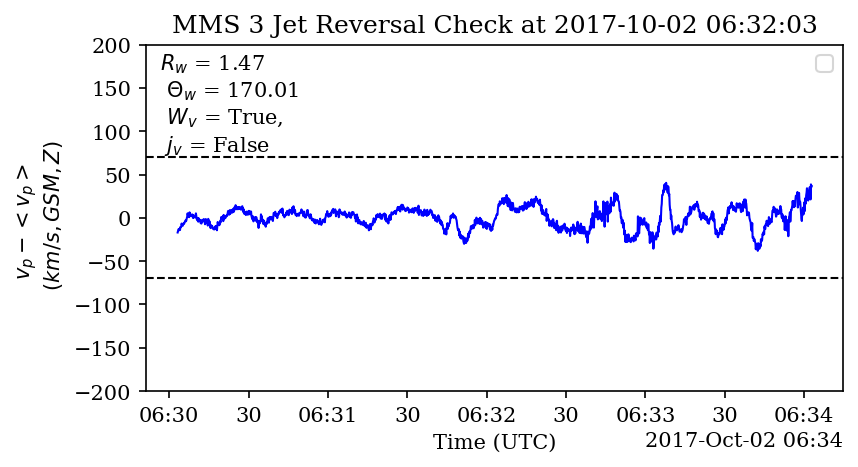 MMS 3 Jet Reversal Check at 2017-10-02 06:32:03
R_w = 1.47
Θ_w = 170.01
W_v = True,
j_v = False
v_p − < v_p >
(km/s, GSM, Z)
200
150
100
50
0
−50
−100
−150
−200
06:30 30 06:31 30 06:32 30 06:33 30 06:34
Time (UTC)
2017-Oct-02 06:34